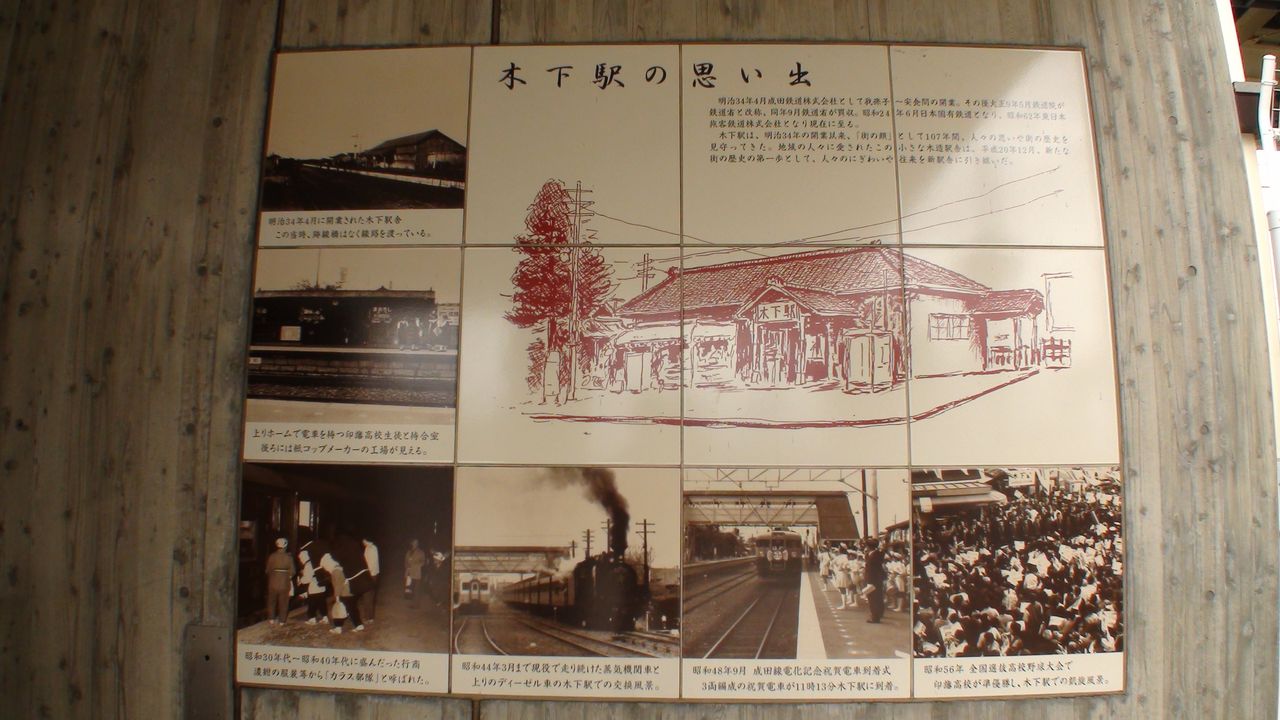 木下駅の思い出
明治34年4月成田鉄道株式会社として我孫子～安食間の開業。その後大正9年5月鉄道院が
鉄道省と改称、同年9月鉄道省が買収。昭和24年6月日本国有鉄道となり、昭和62年東日本
旅客鉄道株式会社となり現在に至る。
木下駅は、明治34年の開業以来、「街の顔」として107年間、人々の思いや街の歴史を
見守ってきた。地域の人々に愛されたこの小さな木造駅舎は、平成20年12月、新たな
街の歴史の第一歩として、人々のにぎわいや往来を新駅舎に引き継いだ。
明治34年4月に開業された木下駅舎
この当時、跨線橋はなく線路を渡っている。
木下駅
上りホームで電車を待つ印旛高校生徒と待合室
後ろには紙コップメーカーの工場が見える。
昭和30年代～昭和40年代に盛んだった行商
濃紺の服装等から「カラス部隊」と呼ばれた。
昭和44年3月まで現役で走り続けた蒸気機関車と
上りのディーゼル車の木下駅での交換風景。
昭和48年9月 成田線電化記念祝賀電車到着式
3両編成の祝賀電車が11時13分木下駅に到着。
昭和56年 全国選抜高校野球大会で
印旛高校が準優勝し、木下駅での凱旋風景。